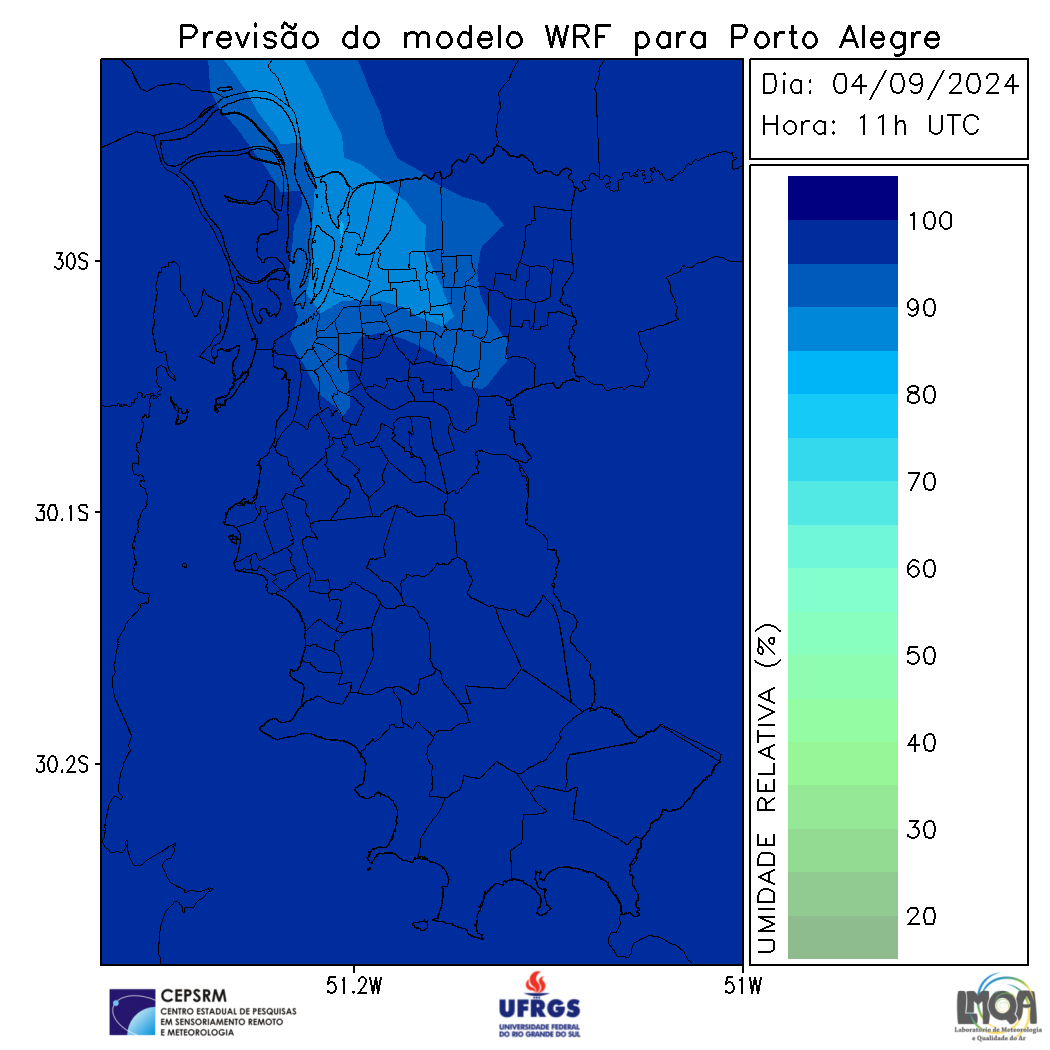 Previsão do modelo WRF para Porto Alegre
Dia: 04/09/2024
Hora: 11h UTC
30S
30.1S
30.2S
51.2W
51W
UMIDADE RELATIVA (%)
100
90
80
70
60
50
40
30
20
CEPSRM
CENTRO ESTADUAL DE PESQUISAS
EM SENSORIAMENTO REMOTO
E METEOROLOGIA
UFRGS
UNIVERSIDADE FEDERAL
DO RIO GRANDE DO SUL
LMQA
Laboratório de Meteorologia
e Qualidade do Ar